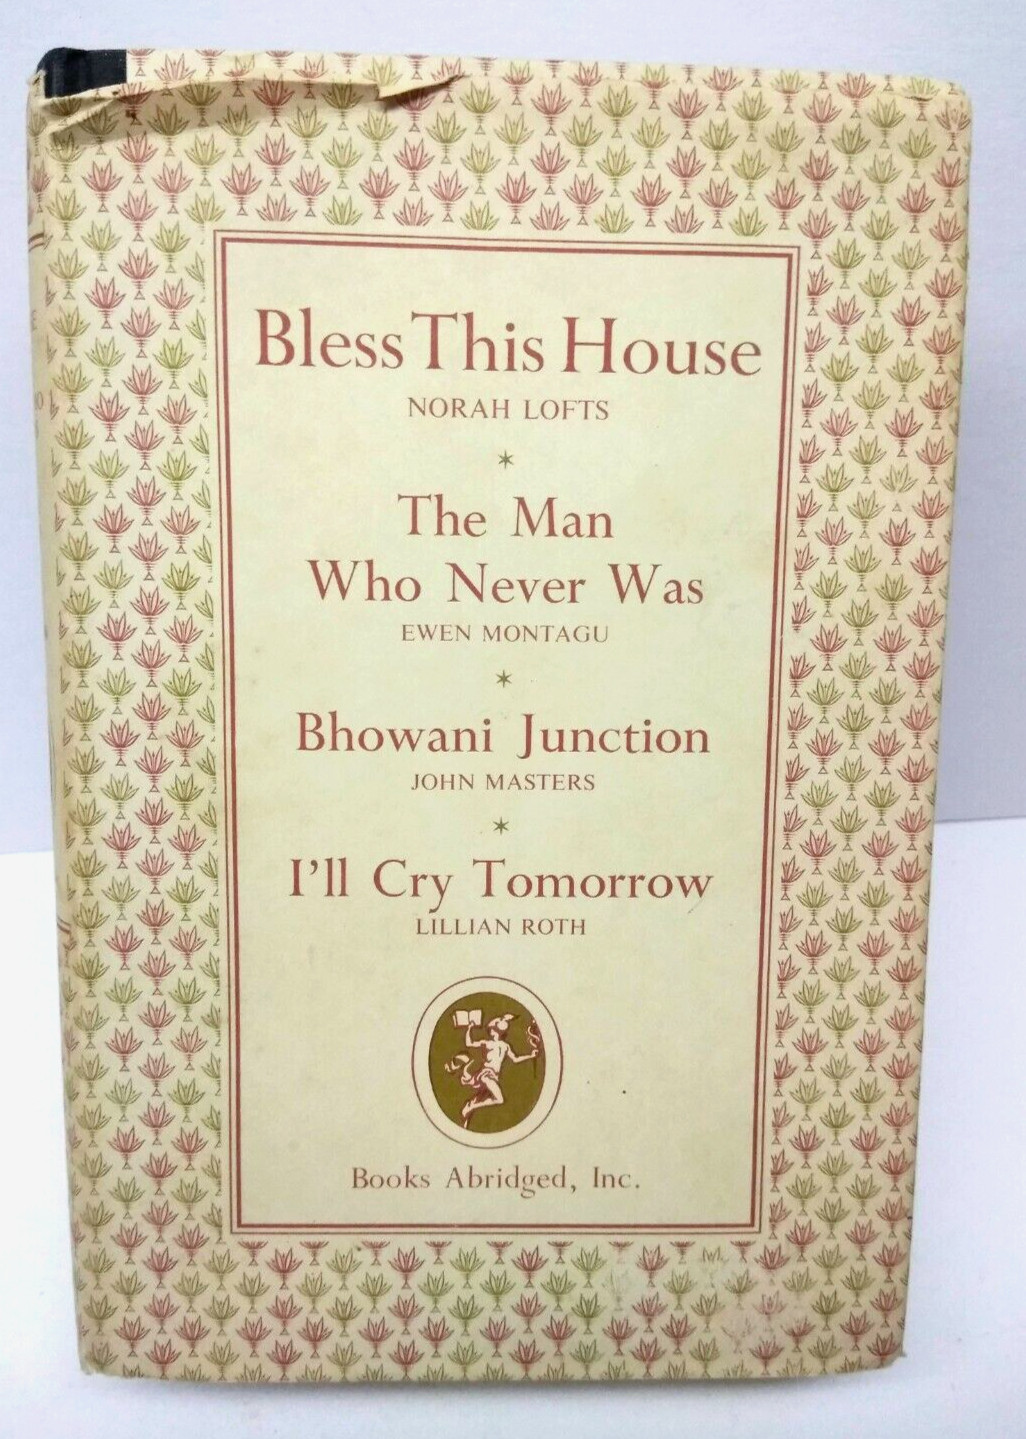 Bless This House
NORAH LOFTS
The Man
Who Never Was
EWEN MONTAGU
Bhowani Junction
JOHN MASTERS
I'll Cry Tomorrow
LILLIAN ROTH
Books Abridged, Inc.